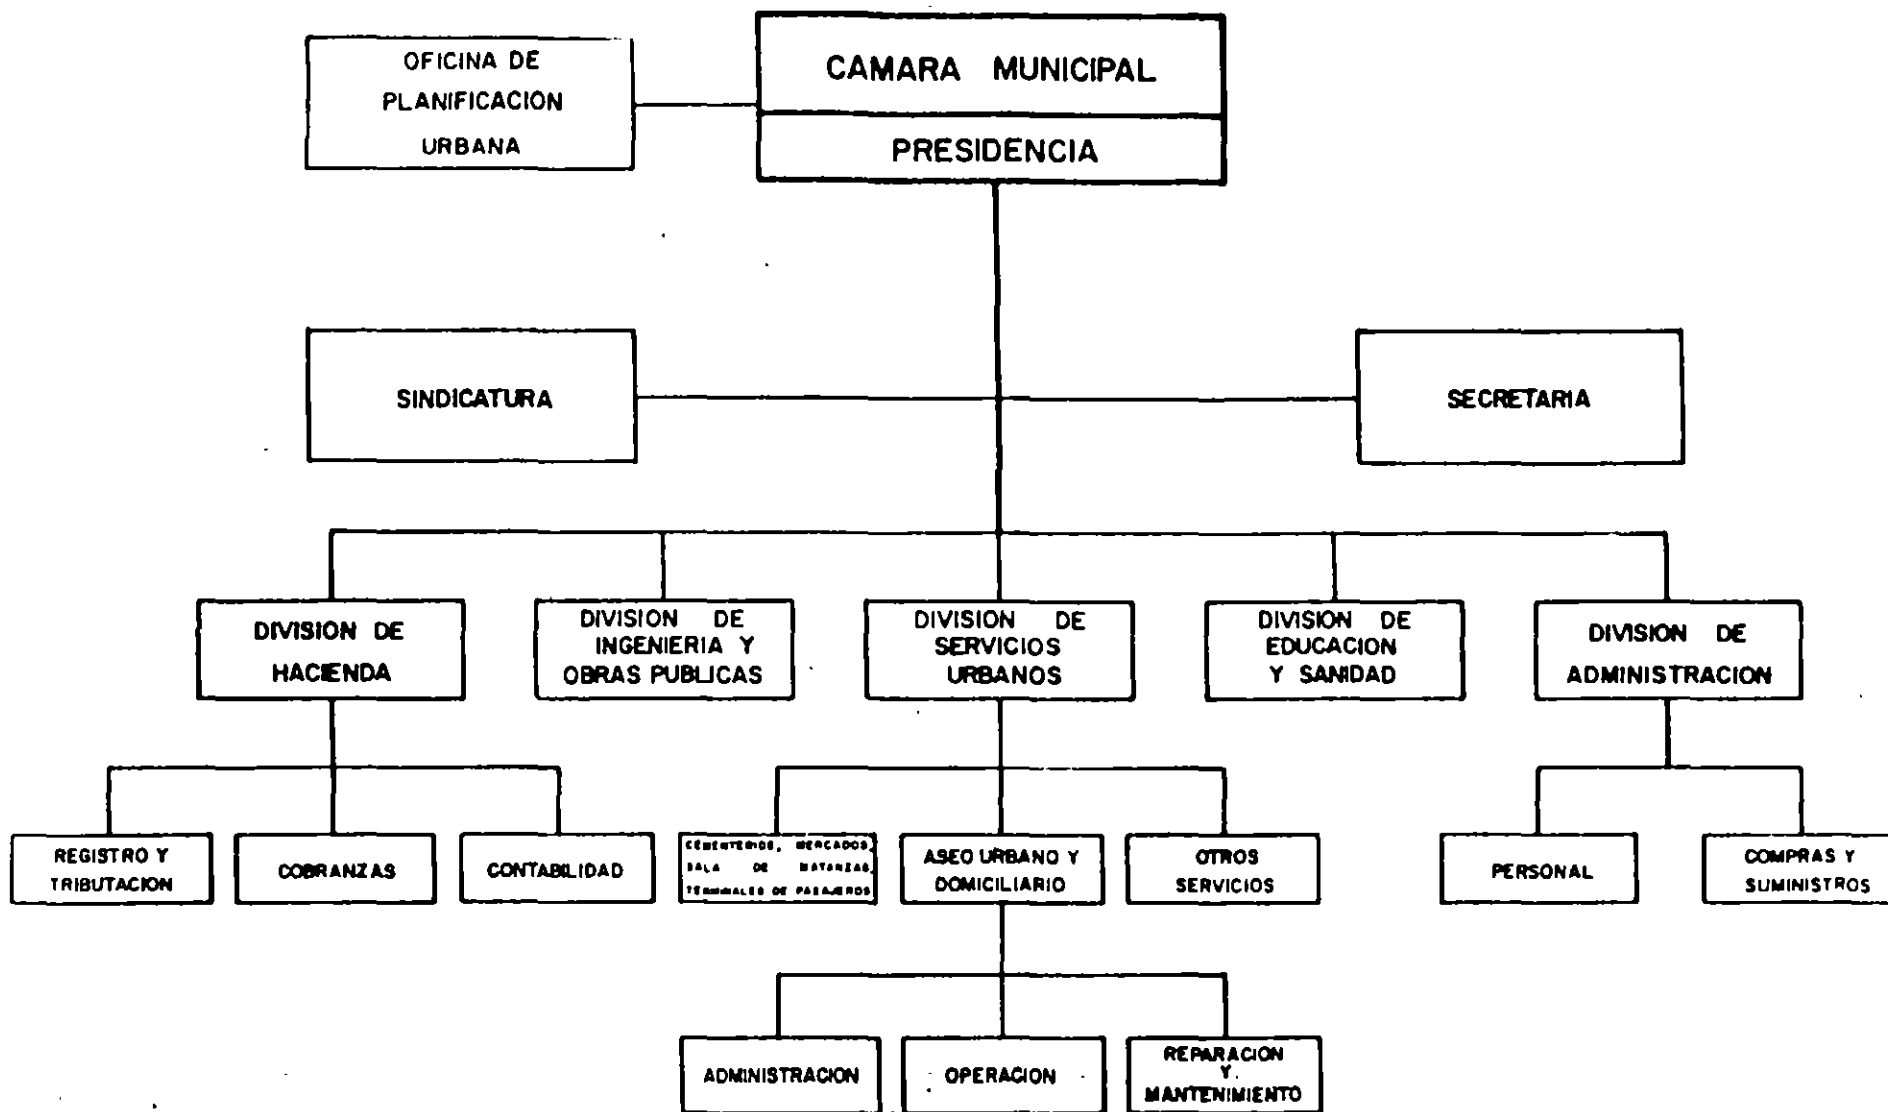 OFICINA DE
PLANIFICACION
URBANA
CAMARA MUNICIPAL
PRESIDENCIA
SINDICATURA
SECRETARIA
DIVISION DE
HACIENDA
DIVISION DE
INGENIERIA Y
OBRAS PUBLICAS
DIVISION DE
SERVICIOS
URBANOS
DIVISION DE
EDUCACION
Y SANIDAD
DIVISION DE
ADMINISTRACION
REGISTRO Y
TRIBUTACION
COBRANZAS
CONTABILIDAD
CEMENTERIOS, MERCADOS,
SALA DE MATANZAS,
TERMINALES DE PASAJEROS
ASEO URBANO Y
DOMICILIARIO
OTROS
SERVICIOS
PERSONAL
COMPRAS Y
SUMINISTROS
ADMINISTRACION
OPERACION
REPARACION
Y
MANTENIMIENTO